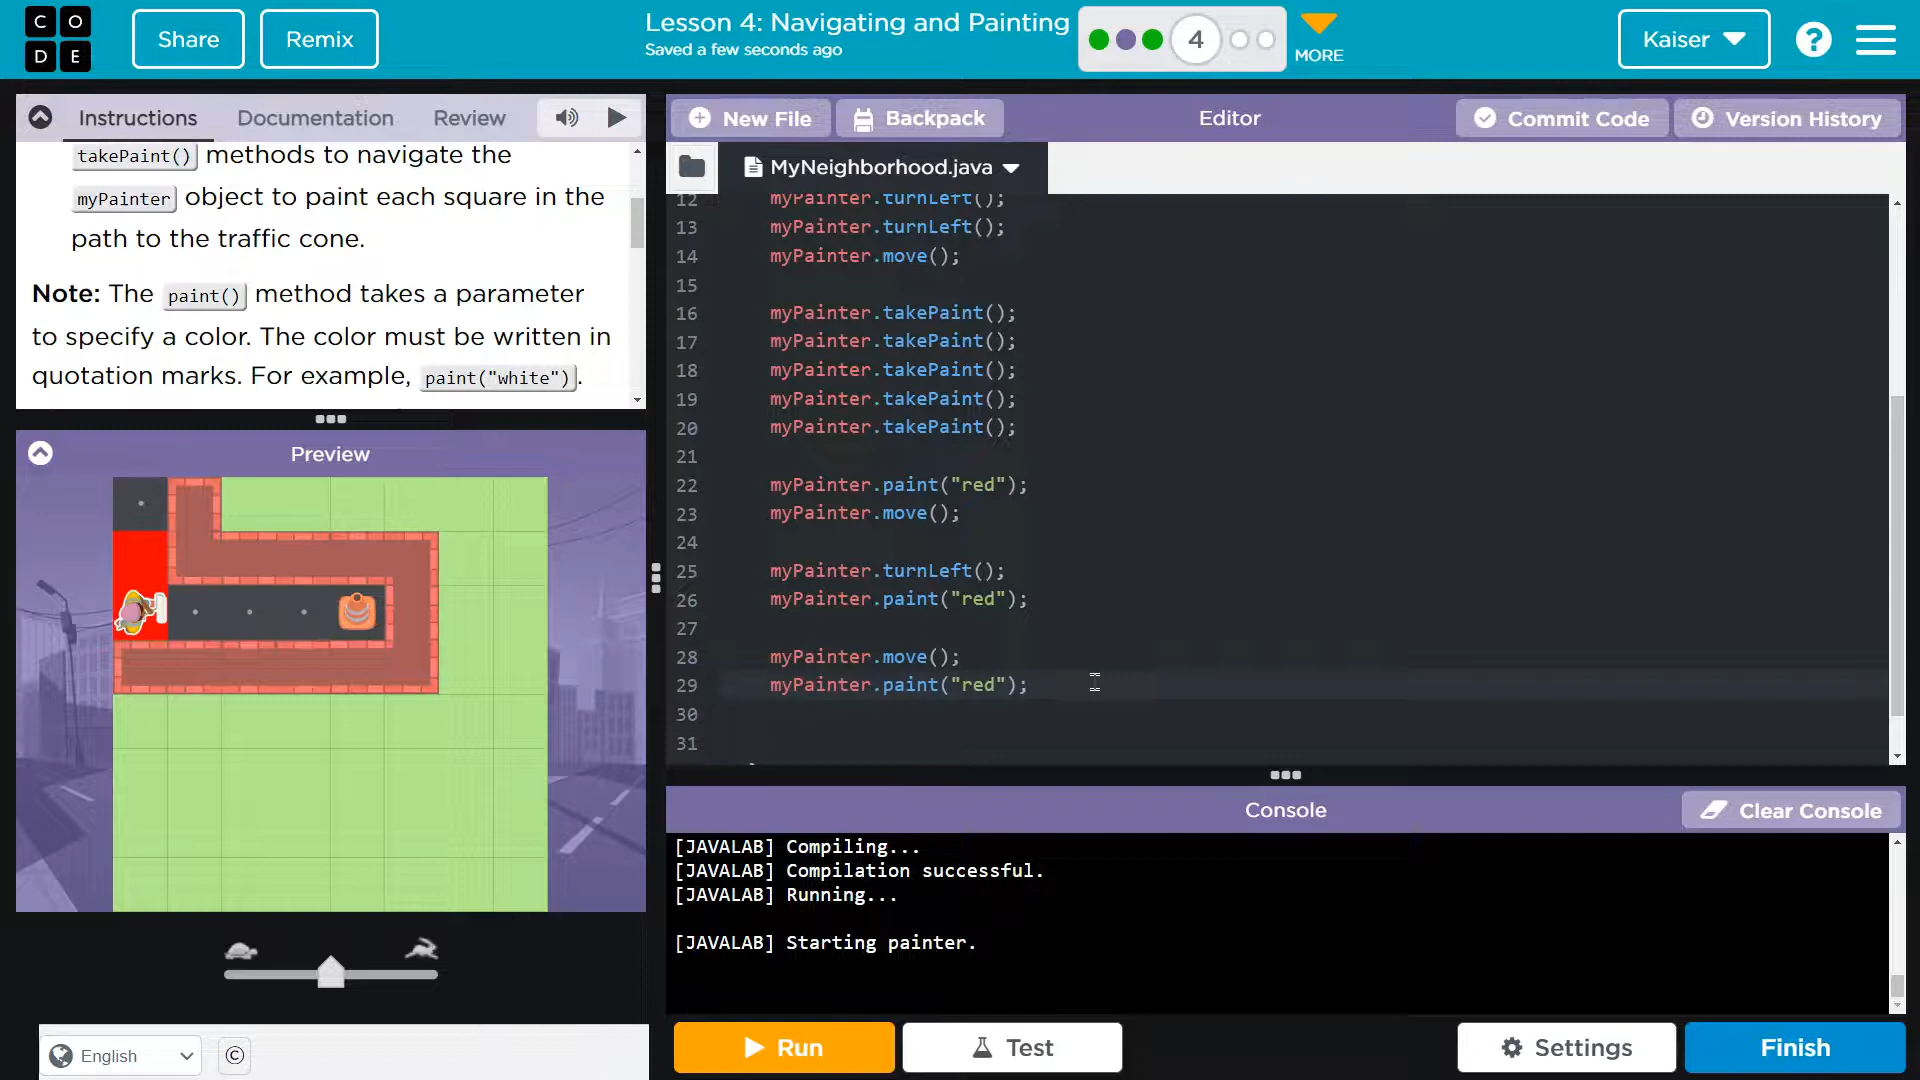 C O
D E
Share
Remix
Lesson 4: Navigating and Painting
Saved a few seconds ago
4
MORE
Kaiser
?
Instructions
Documentation
Review
takePaint() methods to navigate the
myPainter object to paint each square in the
path to the traffic cone.
Note: The paint() method takes a parameter
to specify a color. The color must be written in
quotation marks. For example, paint("white").
Preview
English
©
New File
Backpack
Editor
Commit Code
Version History
MyNeighborhood.java
12 myPainter.turnLeft();
13 myPainter.turnLeft();
14 myPainter.move();
15
16 myPainter.takePaint();
17 myPainter.takePaint();
18 myPainter.takePaint();
19 myPainter.takePaint();
20 myPainter.takePaint();
21
22 myPainter.paint("red");
23 myPainter.move();
24
25 myPainter.turnLeft();
26 myPainter.paint("red");
27
28 myPainter.move();
29 myPainter.paint("red");
30
31
Console
Clear Console
[JAVALAB] Compiling...
[JAVALAB] Compilation successful.
[JAVALAB] Running...
[JAVALAB] Starting painter.
Run
Test
Settings
Finish